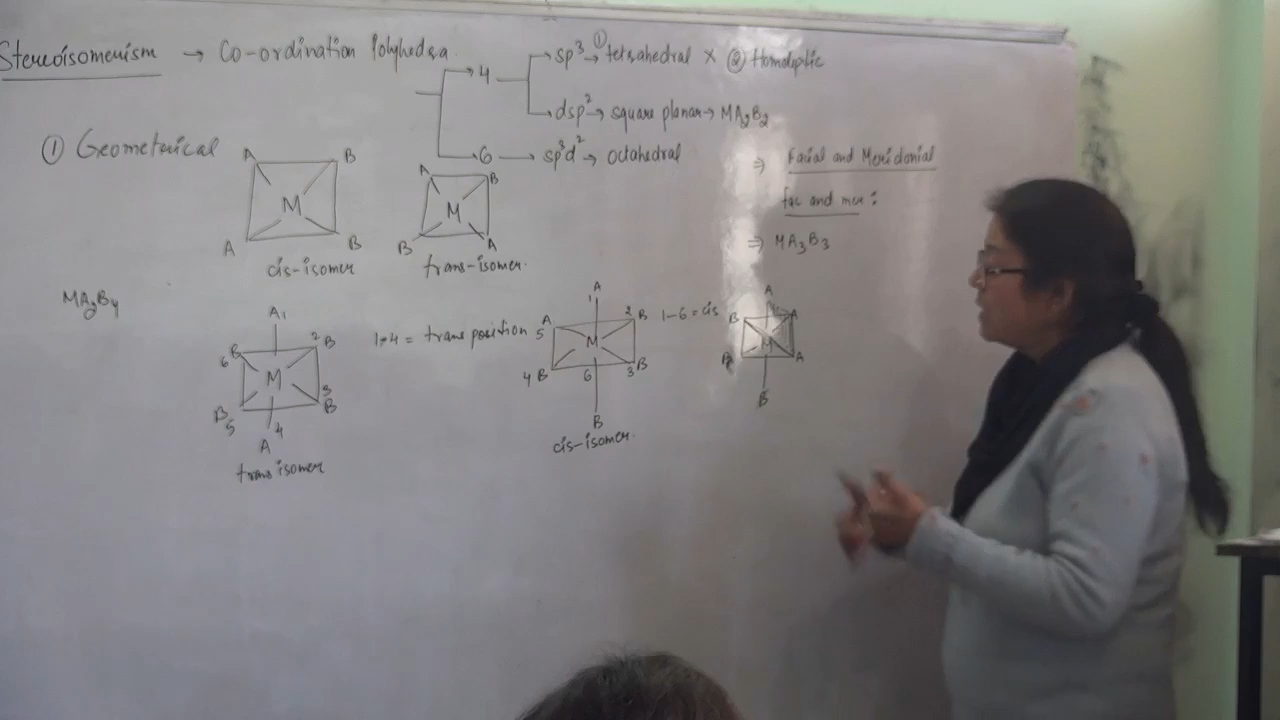 Stereoisomerism → Co-ordination Polyhedra
→ 4
sp³ → ① tetrahedral × ② Homoleptic
dsp² → square planar → MA₂B₂
→ 6 → sp³d² → octahedral
① Geometrical
A B
M
A B
cis-isomer
A B
M
B A
trans-isomer.
⇒ Facial and Meridonial
fac and mer :
⇒ MA₃B₃
MA₂B₄
A 1
6 B 2 B
M
B 5 3 B
A 4
trans isomer
1-4 = trans position
A 1
A 5 2 B
M
4 B 6 3 B
B
cis-isomer.
1-6 = cis
A
B A
M
B A
B